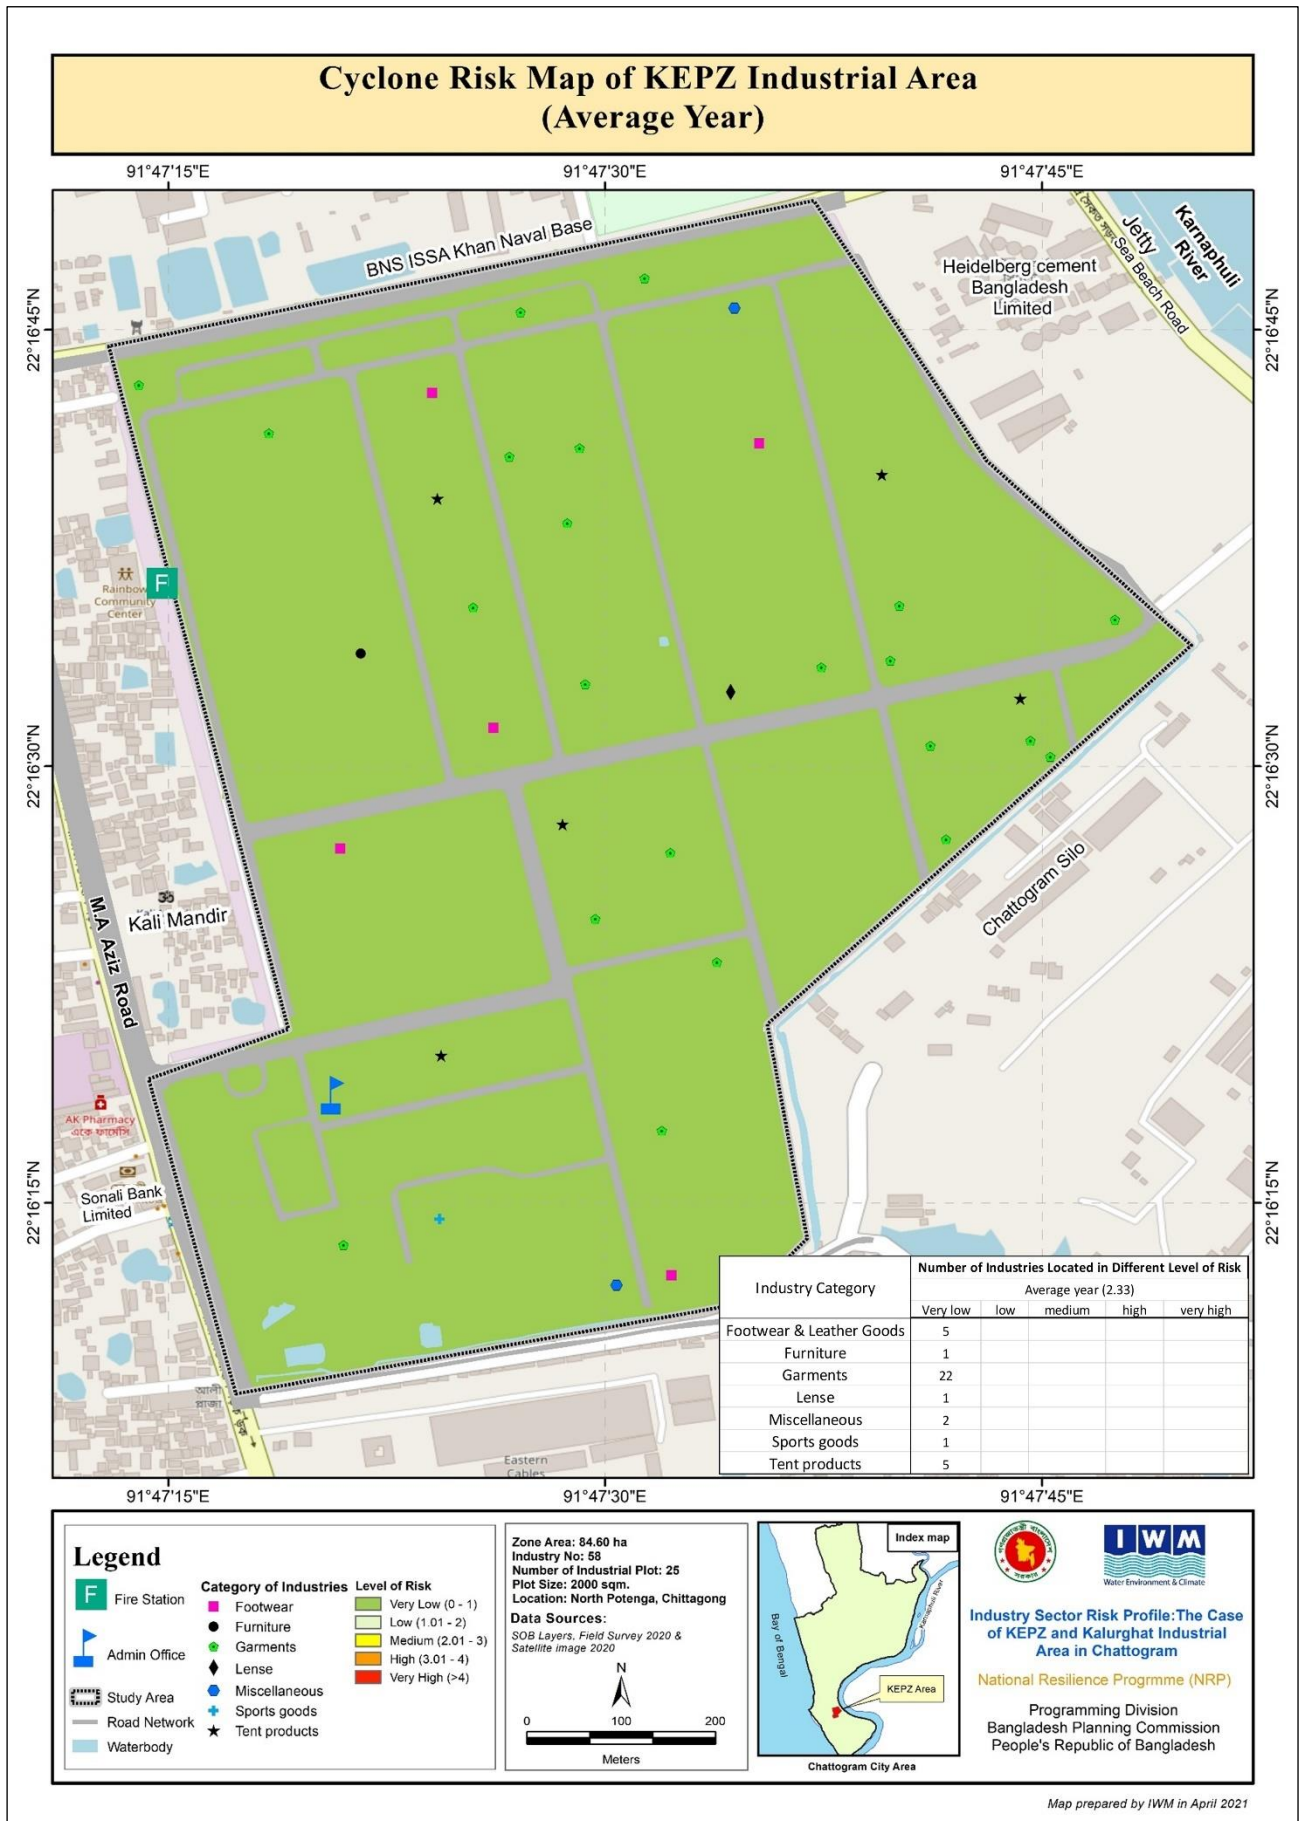 Cyclone Risk Map of KEPZ Industrial Area
(Average Year)
91°47'15"E
91°47'30"E
91°47'45"E
22°16'45"N
22°16'30"N
22°16'15"N
BNS ISSA Khan Naval Base
Heidelberg cement
Bangladesh
Limited
Jetty
Sea Beach Road
Karnaphuli
River
22°16'45"N
22°16'30"N
22°16'15"N
F
Rainbow
Community
Center
Kali Mandir
M.A Aziz Road
Chattogram Silo
AK Pharmacy
একে ফার্মেসি
Sonali Bank
Limited
Eastern
Cables
Industry Category
Number of Industries Located in Different Level of Risk
Average year (2.33)
Very low low medium high very high
Footwear & Leather Goods 5
Furniture 1
Garments 22
Lense 1
Miscellaneous 2
Sports goods 1
Tent products 5
91°47'15"E
91°47'30"E
91°47'45"E
Legend
F Fire Station
Admin Office
Study Area
Road Network
Waterbody
Category of Industries
Footwear
Furniture
Garments
Lense
Miscellaneous
Sports goods
Tent products
Level of Risk
Very Low (0 - 1)
Low (1.01 - 2)
Medium (2.01 - 3)
High (3.01 - 4)
Very High (>4)
Zone Area: 84.60 ha
Industry No: 58
Number of Industrial Plot: 25
Plot Size: 2000 sqm.
Location: North Potenga, Chittagong
Data Sources:
SOB Layers, Field Survey 2020 &
Satellite image 2020
N
0 100 200
Meters
Index map
Bay of Bengal
Karnaphuli River
KEPZ Area
Chattogram City Area
IWM
Water Environment & Climate
Industry Sector Risk Profile:The Case
of KEPZ and Kalurghat Industrial
Area in Chattogram
National Resilience Progrmme (NRP)
Programming Division
Bangladesh Planning Commission
People's Republic of Bangladesh
Map prepared by IWM in April 2021